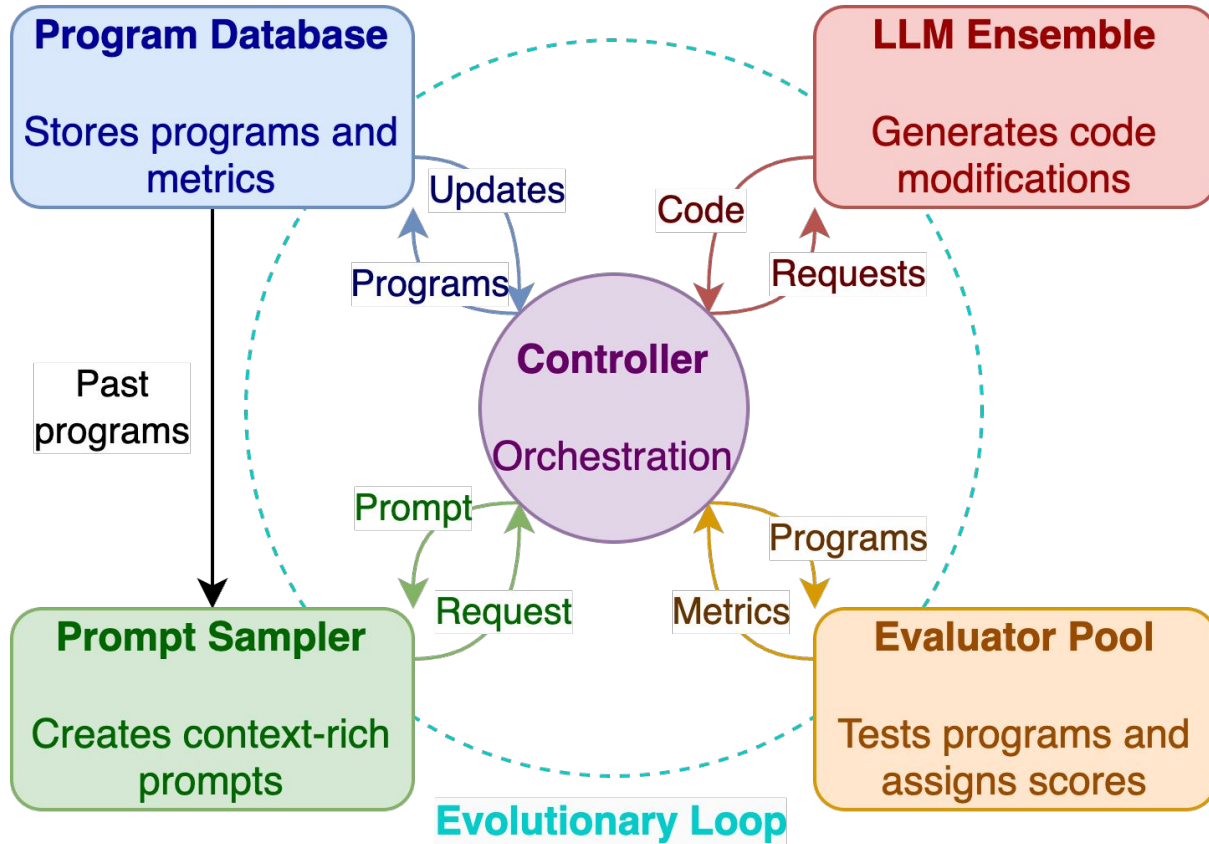 Program Database
Stores programs and
metrics
LLM Ensemble
Generates code
modifications
Updates
Programs
Code
Requests
Past
programs
Controller
Orchestration
Prompt
Request
Programs
Metrics
Prompt Sampler
Creates context-rich
prompts
Evaluator Pool
Tests programs and
assigns scores
Evolutionary Loop